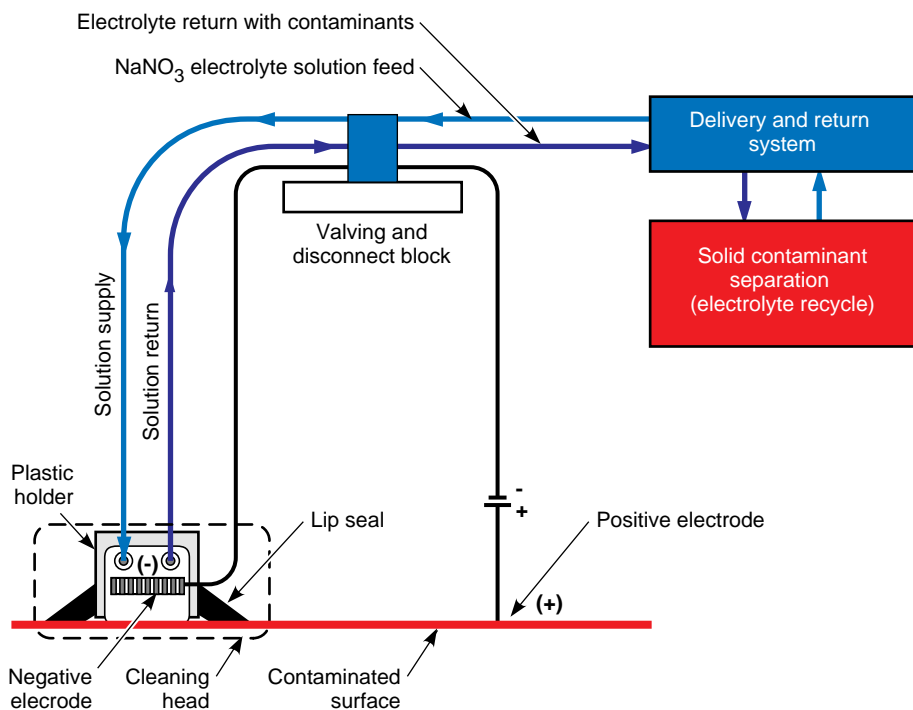 Electrolyte return with contaminants
NaNO3 electrolyte solution feed
Delivery and return
system
Valving and
disconnect block
Solid contaminant
separation
(electrolyte recycle)
Solution supply
Solution return
Plastic
holder
Lip seal
-
+
Positive electrode
(-)
(+)
Negative
elecrode
Cleaning
head
Contaminated
surface